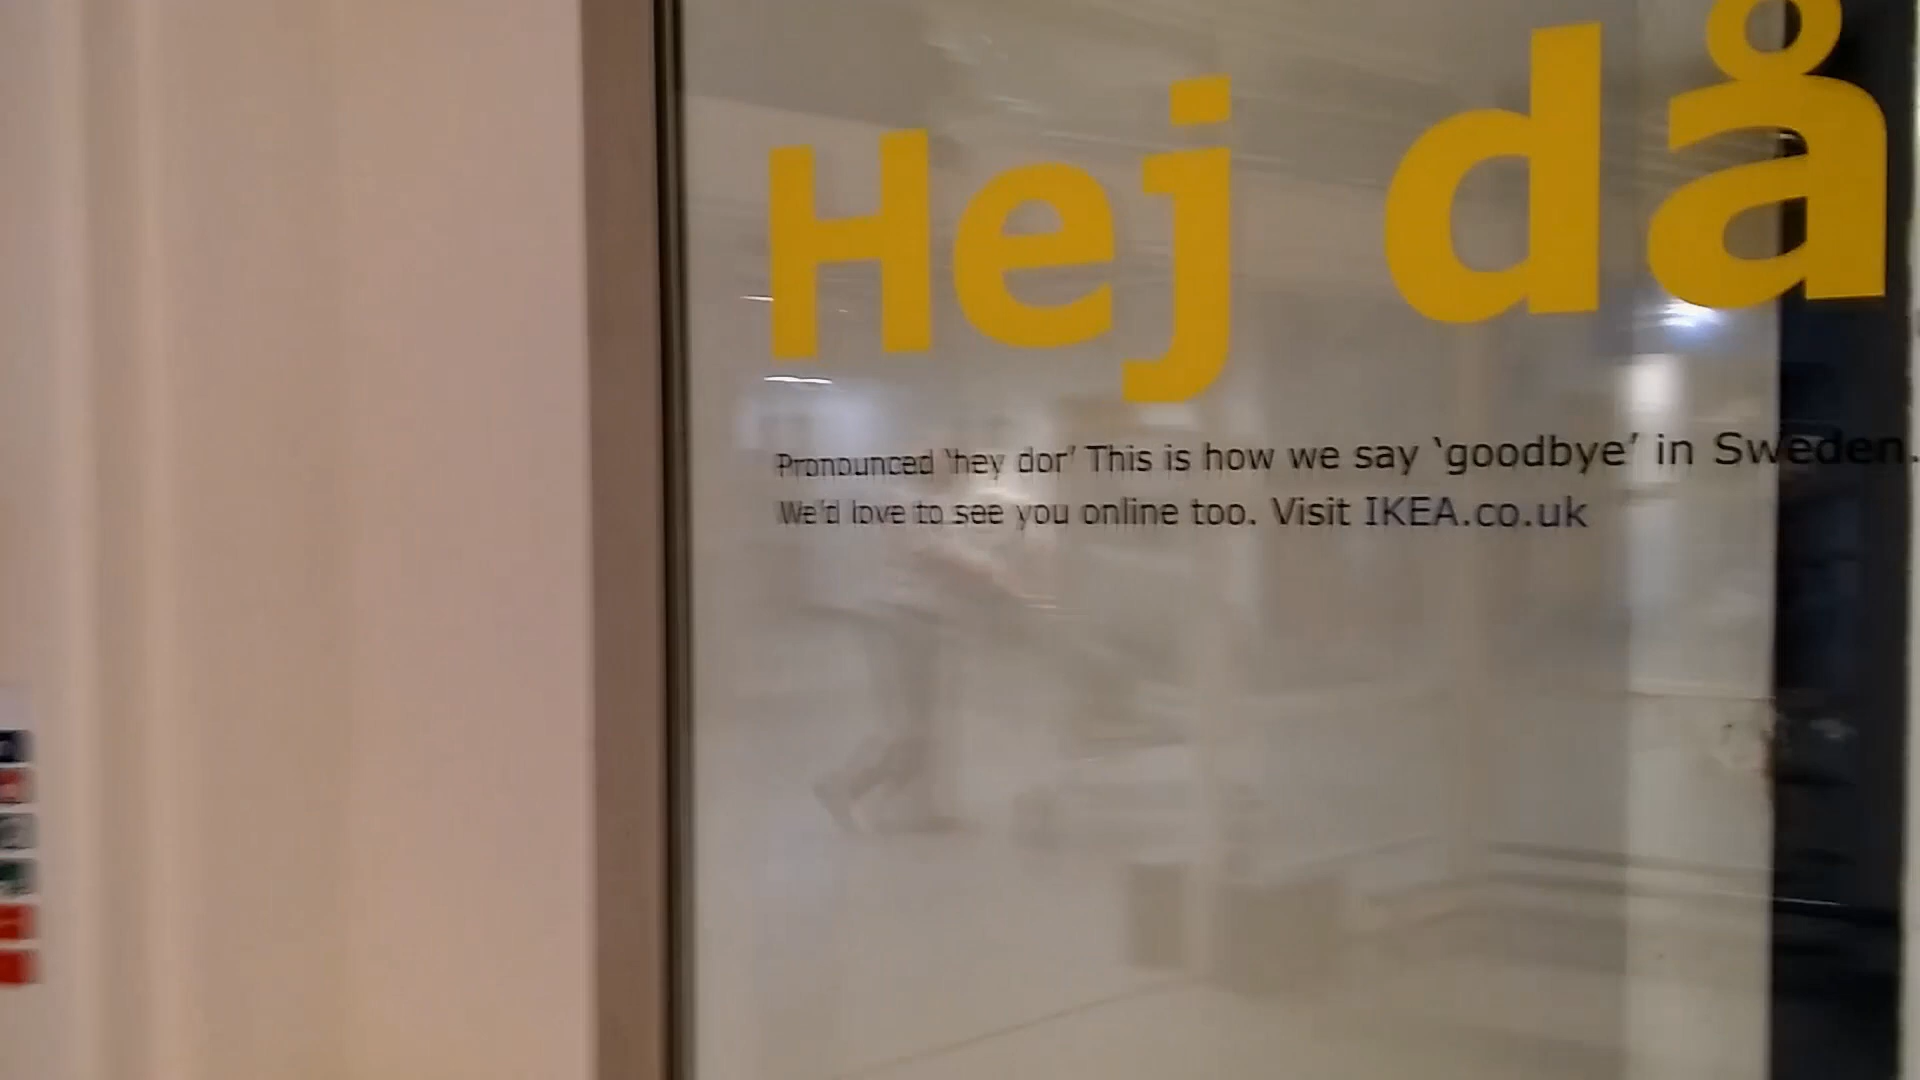 Hej då
Pronounced ‘hey dor’ This is how we say ‘goodbye’ in Sweden.
We’d love to see you online too. Visit IKEA.co.uk